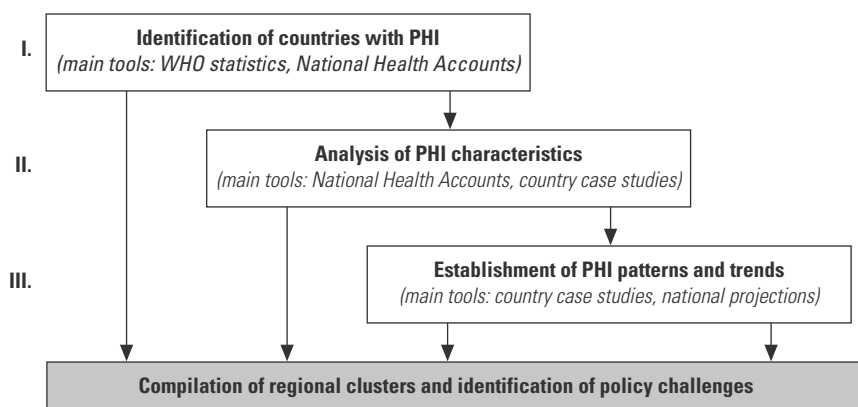 I.
Identification of countries with PHI
(main tools: WHO statistics, National Health Accounts)
II.
Analysis of PHI characteristics
(main tools: National Health Accounts, country case studies)
III.
Establishment of PHI patterns and trends
(main tools: country case studies, national projections)
Compilation of regional clusters and identification of policy challenges